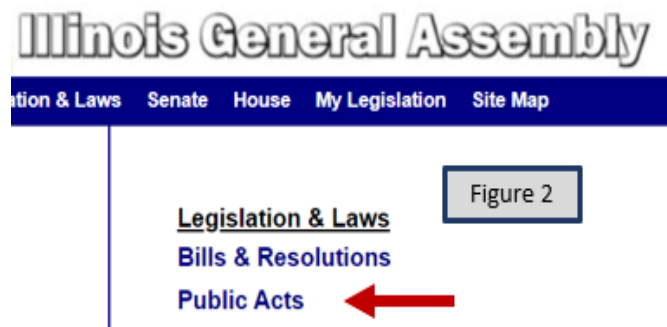 Illinois General Assembly
ation & Laws Senate House My Legislation Site Map
Figure 2
Legislation & Laws
Bills & Resolutions
Public Acts